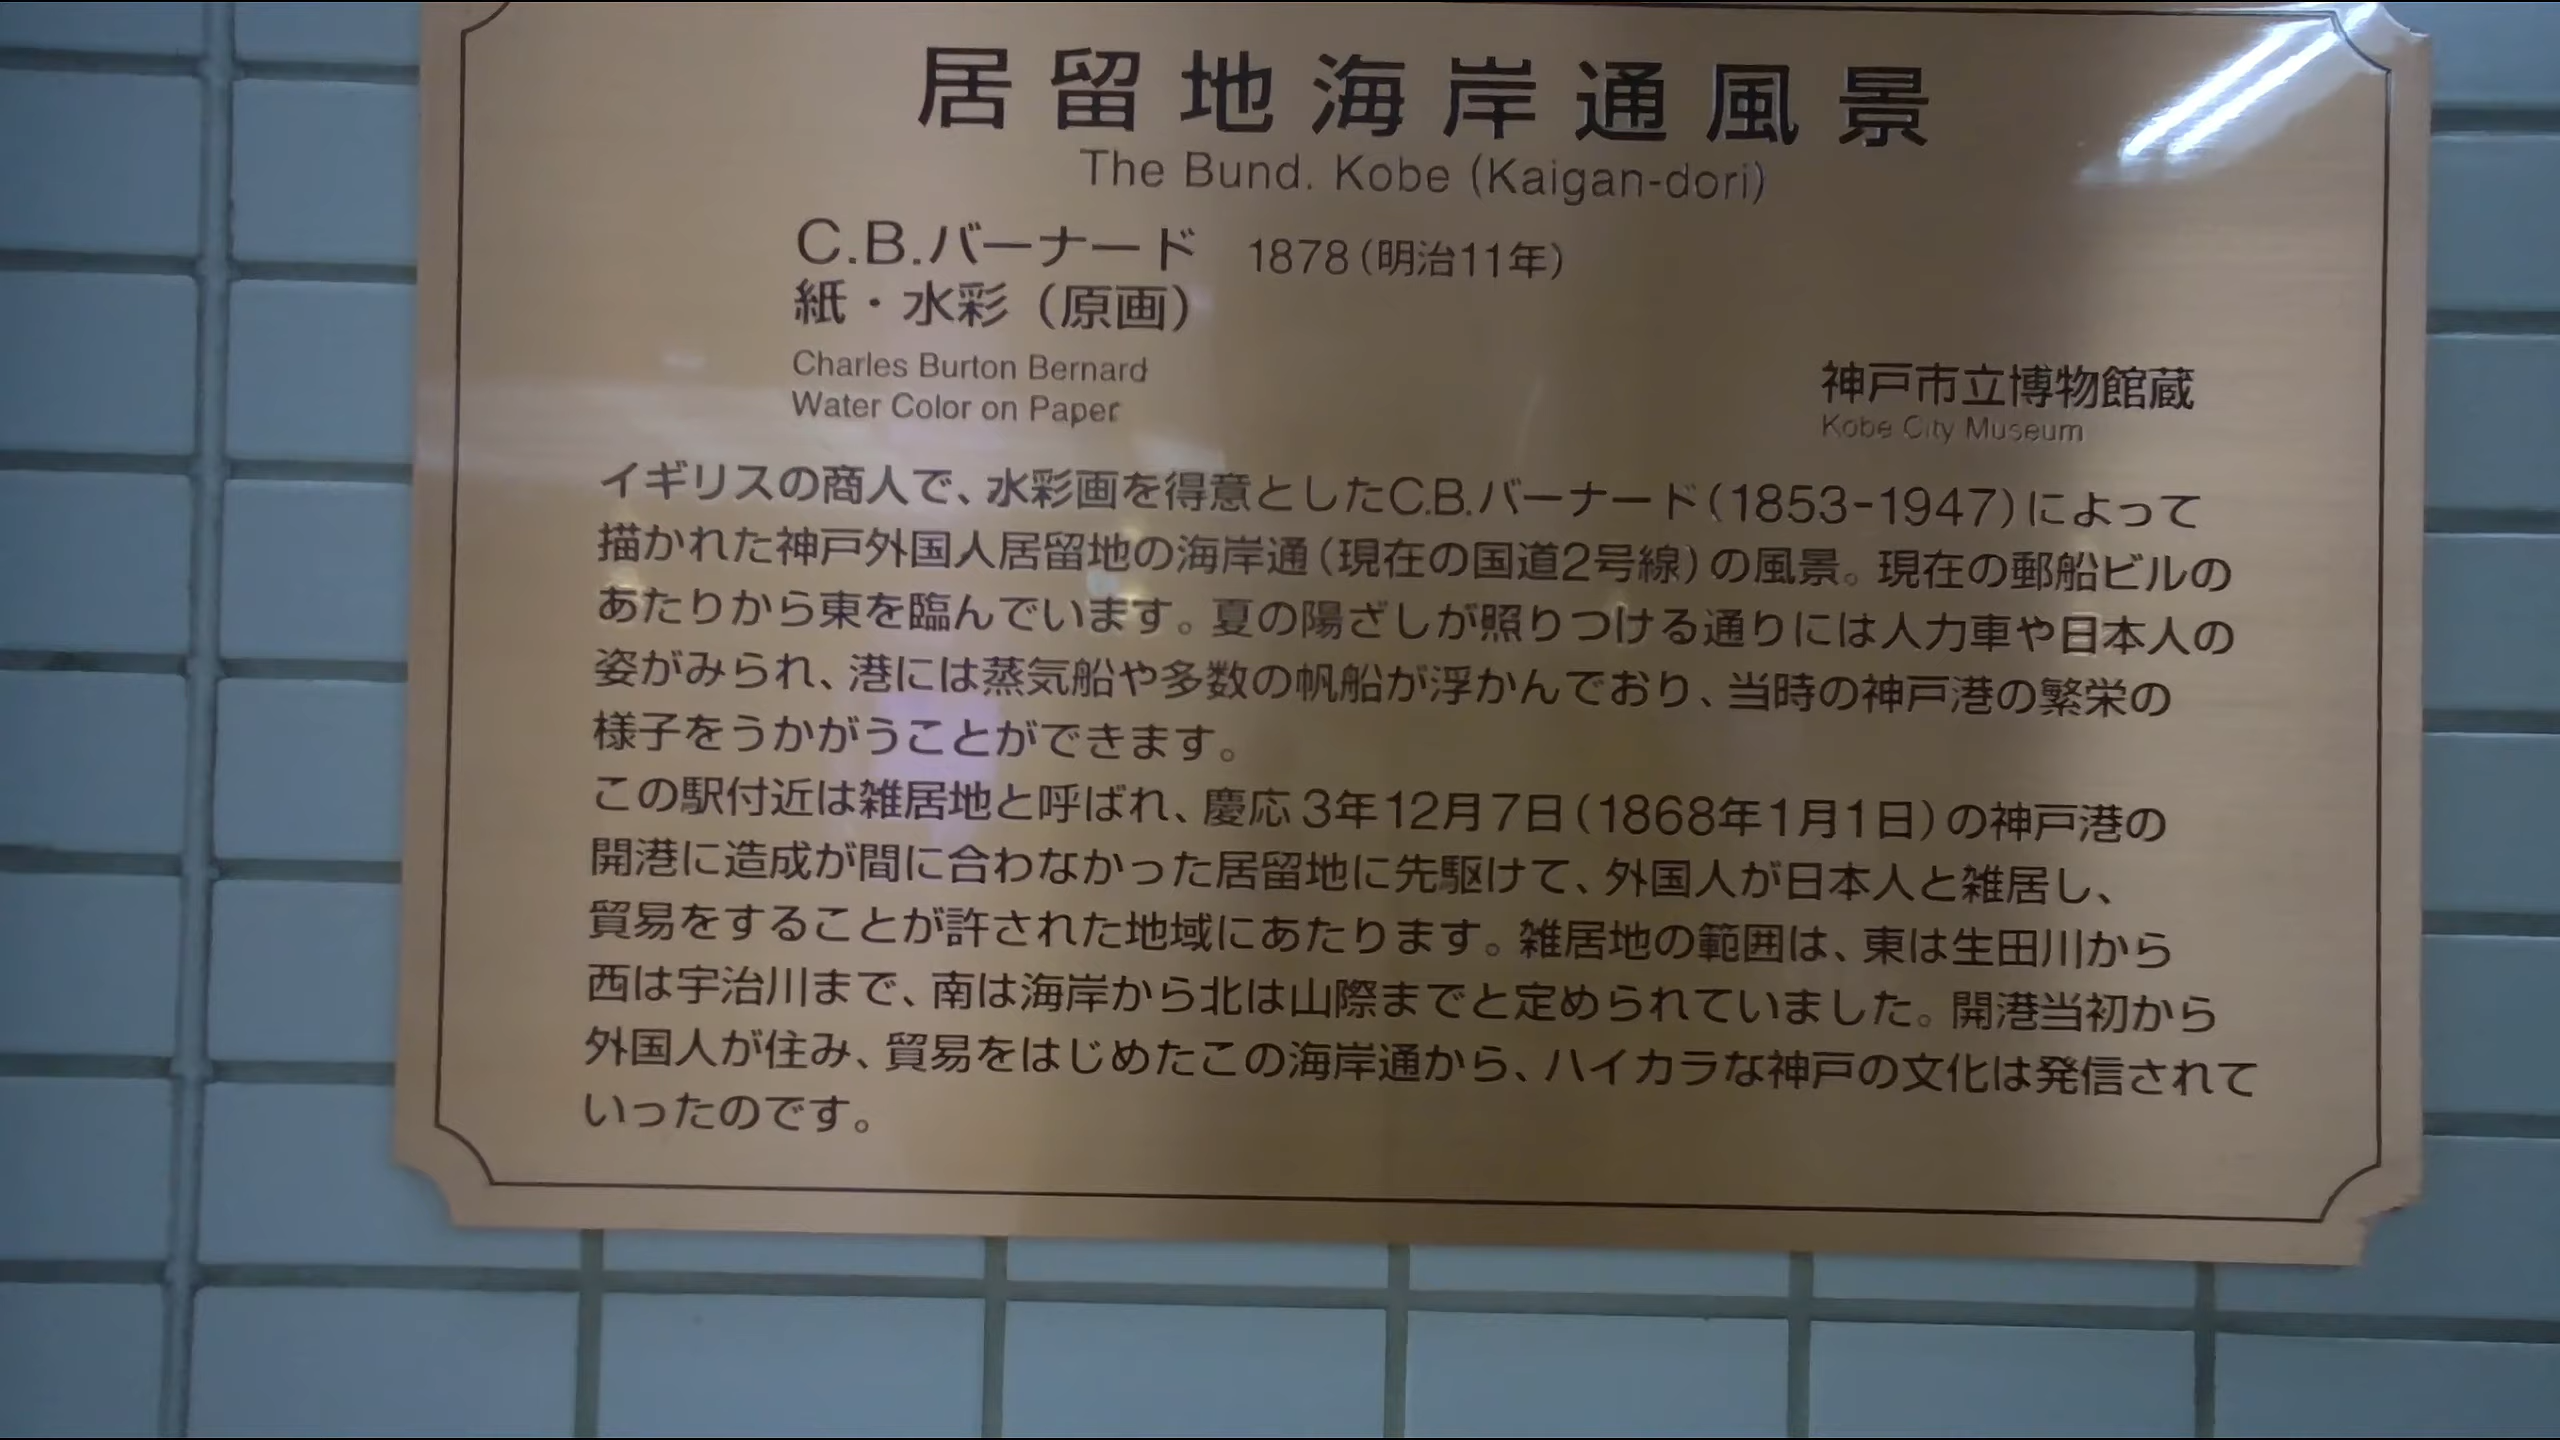 居留地海岸通風景
The Bund. Kobe (Kaigan-dori)
C.B.バーナード 1878(明治11年)
紙・水彩(原画)
Charles Burton Bernard
Water Color on Paper
神戸市立博物館蔵
Kobe City Museum
イギリスの商人で、水彩画を得意としたC.B.バーナード(1853-1947)によって
描かれた神戸外国人居留地の海岸通(現在の国道2号線)の風景。現在の郵船ビルの
あたりから東を臨んでいます。夏の陽ざしが照りつける通りには人力車や日本人の
姿がみられ、港には蒸気船や多数の帆船が浮かんでおり、当時の神戸港の繁栄の
様子をうかがうことができます。
この駅付近は雑居地と呼ばれ、慶応3年12月7日(1868年1月1日)の神戸港の
開港に造成が間に合わなかった居留地に先駆けて、外国人が日本人と雑居し、
貿易をすることが許された地域にあたります。雑居地の範囲は、東は生田川から
西は宇治川まで、南は海岸から北は山際までと定められていました。開港当初から
外国人が住み、貿易をはじめたこの海岸通から、ハイカラな神戸の文化は発信されて
いったのです。